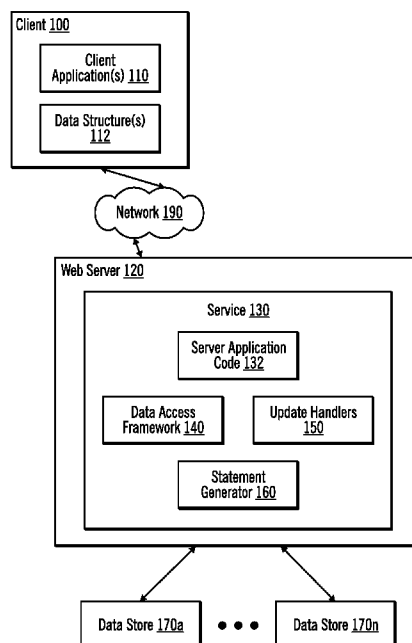 Client 100
Client
Application(s) 110
Data Structure(s)
112
Network 190
Web Server 120
Service 130
Server Application
Code 132
Data Access
Framework 140
Update Handlers
150
Statement
Generator 160
Data Store 170a
Data Store 170n